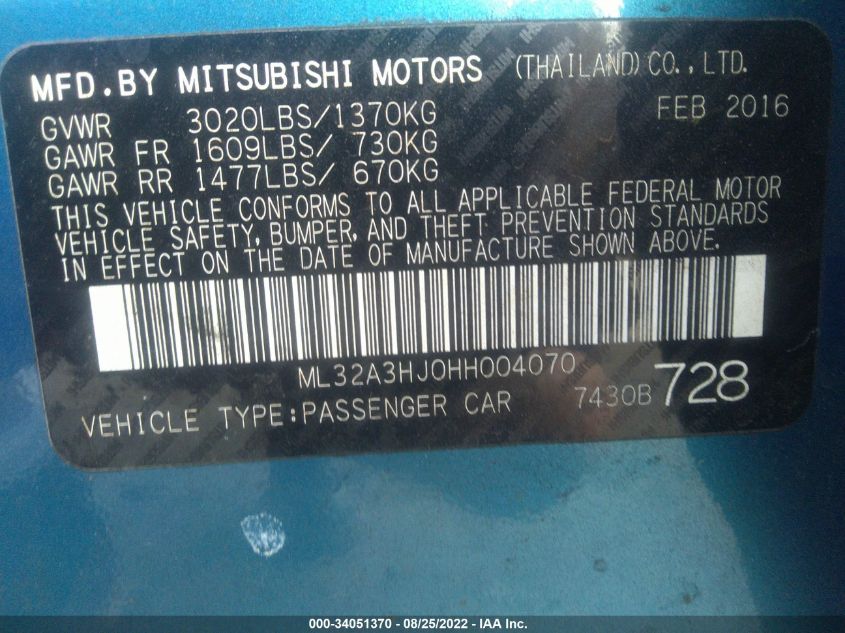 MFD.BY MITSUBISHI MOTORS (THAILAND)CO.,LTD.
GVWR 3020LBS/1370KG FEB 2016
GAWR FR 1609LBS/ 730KG
GAWR RR 1477LBS/ 670KG
THIS VEHICLE CONFORMS TO ALL APPLICABLE FEDERAL MOTOR
VEHICLE SAFETY, BUMPER, AND THEFT PREVENTION STANDARDS
IN EFFECT ON THE DATE OF MANUFACTURE SHOWN ABOVE.
ML32A3HJ0HH004070
VEHICLE TYPE:PASSENGER CAR 7430B 728
000-34051370 - 08/25/2022 - IAA Inc.